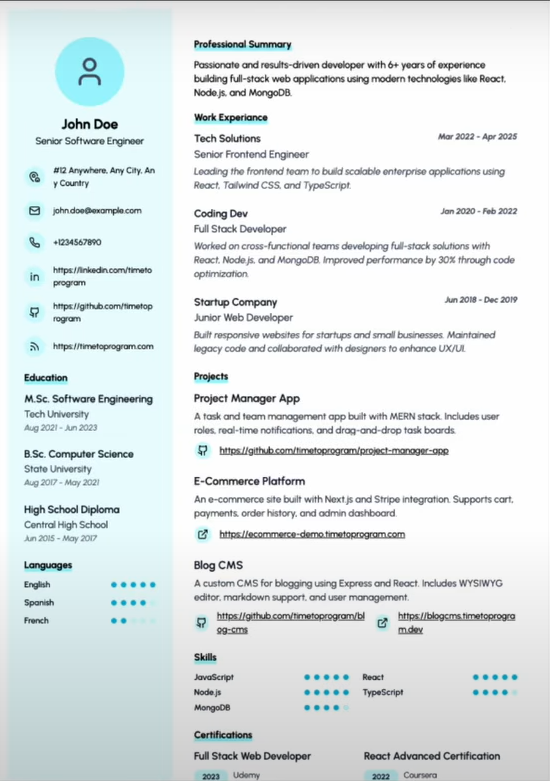 John Doe
Senior Software Engineer
#12 Anywhere, Any City, An
y Country
john.doe@example.com
+1234567890
https://linkedin.com/timeto
program
https://github.com/timetop
rogram
https://timetoprogram.com
Education
M.Sc. Software Engineering
Tech University
Aug 2021 - Jun 2023
B.Sc. Computer Science
State University
Aug 2017 - May 2021
High School Diploma
Central High School
Jun 2015 - May 2017
Languages
English
Spanish
French
Professional Summary
Passionate and results-driven developer with 6+ years of experience
building full-stack web applications using modern technologies like React,
Node.js, and MongoDB.
Work Experiance
Tech Solutions Mar 2022 - Apr 2025
Senior Frontend Engineer
Leading the frontend team to build scalable enterprise applications using
React, Tailwind CSS, and TypeScript.
Coding Dev Jan 2020 - Feb 2022
Full Stack Developer
Worked on cross-functional teams developing full-stack solutions with
React, Node.js, and MongoDB. Improved performance by 30% through code
optimization.
Startup Company Jun 2018 - Dec 2019
Junior Web Developer
Built responsive websites for startups and small businesses. Maintained
legacy code and collaborated with designers to enhance UX/UI.
Projects
Project Manager App
A task and team management app built with MERN stack. Includes user
roles, real-time notifications, and drag-and-drop task boards.
https://github.com/timetoprogram/project-manager-app
E-Commerce Platform
An e-commerce site built with Next.js and Stripe integration. Supports cart,
payments, order history, and admin dashboard.
https://ecommerce-demo.timetoprogram.com
Blog CMS
A custom CMS for blogging using Express and React. Includes WYSIWYG
editor, markdown support, and user management.
https://github.com/timetoprogram/bl
og-cms
https://blogcms.timetoprogra
m.dev
Skills
JavaScript React
Node.js TypeScript
MongoDB
Certifications
Full Stack Web Developer React Advanced Certification
2023 Udemy 2022 Coursera